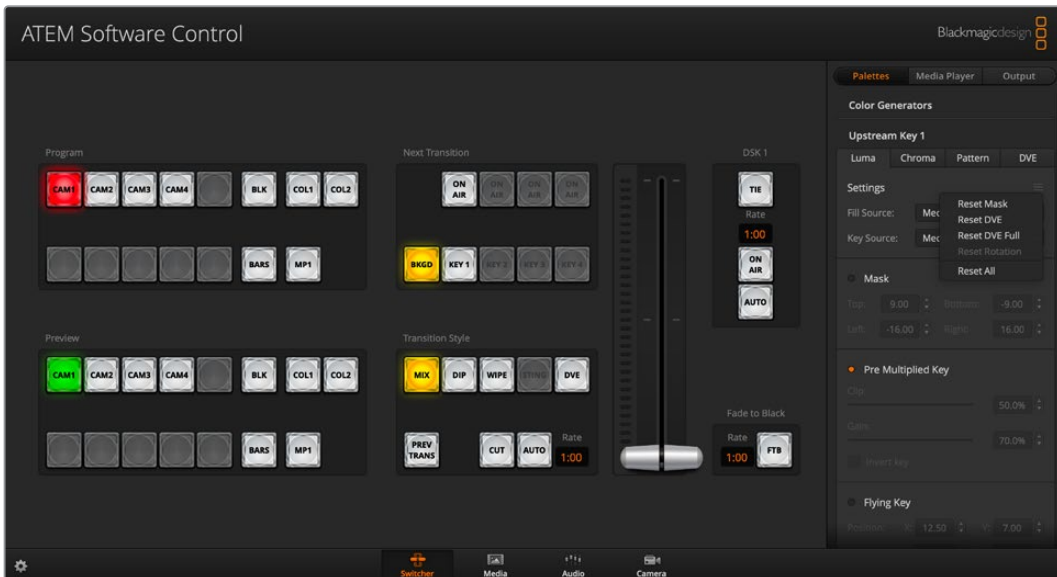 ATEM Software Control
Blackmagicdesign
Palettes Media Player Output
Color Generators
Upstream Key 1
Luma Chroma Pattern DVE
Settings
Fill Source:
Key Source:
Reset Mask
Reset DVE
Reset DVE Full
Reset Rotation
Reset All
Mask
Top: 9.00 Bottom: -9.00
Left: -16.00 Right: 16.00
Pre Multiplied Key
Clip:
50.0%
Gain:
70.0%
Invert key
Flying Key
Position: X: 12.50 Y: 7.00
Program
CAM1 CAM2 CAM3 CAM4 BLK COL1 COL2
BARS MP1
Next Transition
ON AIR ON AIR ON AIR ON AIR
BKGD KEY 1 KEY 2 KEY 3 KEY 4
DSK 1
TIE
Rate
1:00
ON AIR
AUTO
Preview
CAM1 CAM2 CAM3 CAM4 BLK COL1 COL2
BARS MP1
Transition Style
MIX DIP WIPE STING DVE
PREV TRANS CUT AUTO
Rate
1:00
Fade to Black
Rate
1:00 FTB
Switcher Media Audio Camera